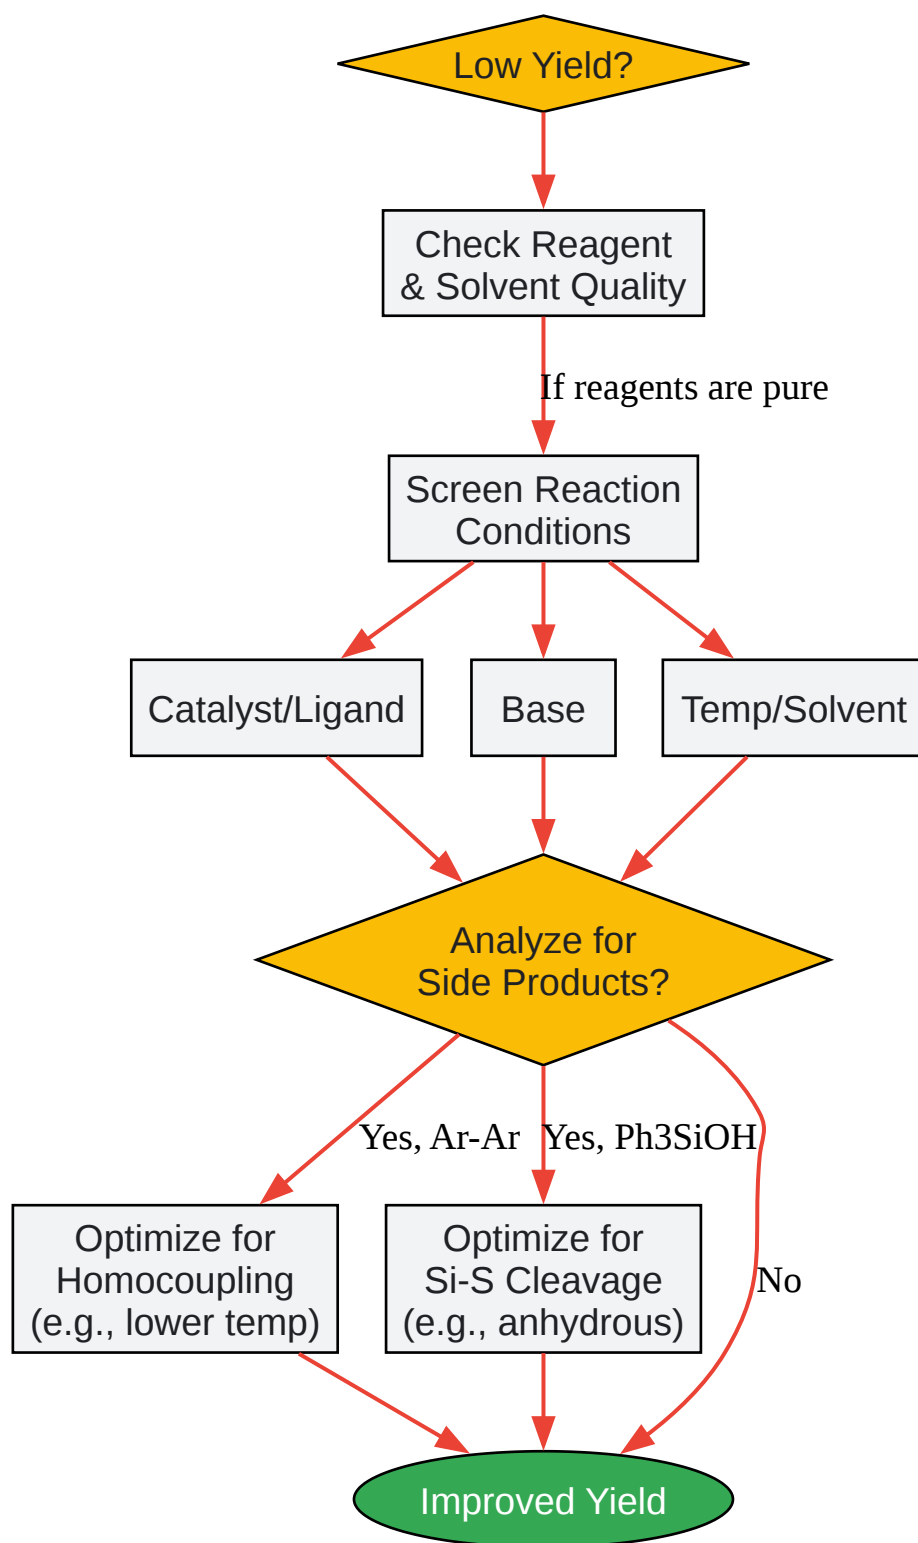 Low Yield?
Check Reagent
& Solvent Quality
If reagents are pure
Screen Reaction
Conditions
Catalyst/Ligand
Base
Temp/Solvent
Analyze for
Side Products?
Yes, Ar-Ar
Yes, Ph3SiOH
Optimize for
Homocoupling
(e.g., lower temp)
Optimize for
Si-S Cleavage
(e.g., anhydrous)
No
Improved Yield